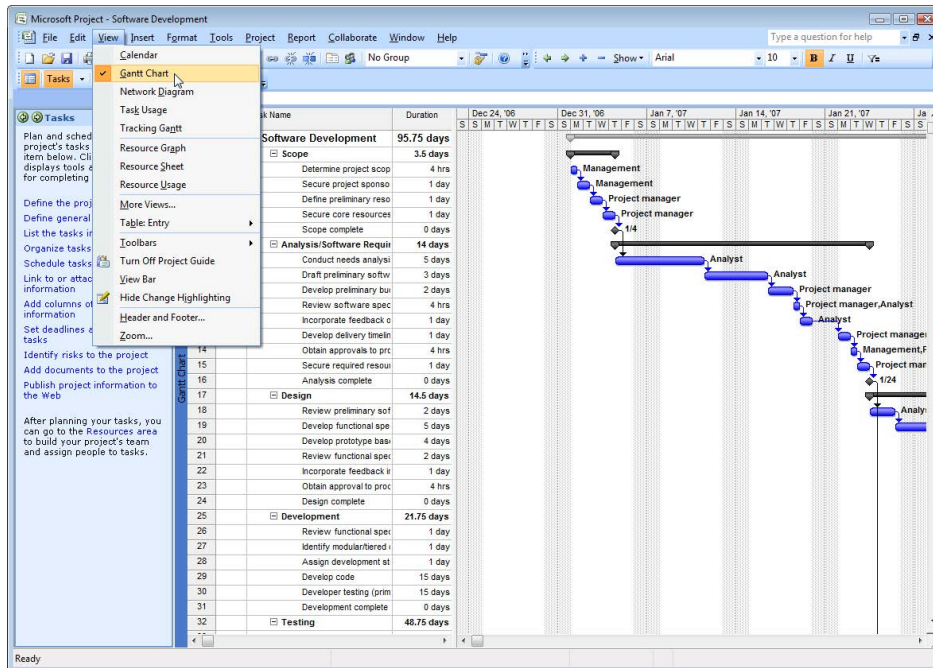 Microsoft Project - Software Development
File Edit View Insert Format Tools Project Report Collaborate Window Help
Type a question for help
No Group
Show
Arial
10
B I U
Tasks
Calendar
Gantt Chart
Network Diagram
Task Usage
Tracking Gantt
Resource Graph
Resource Sheet
Resource Usage
More Views...
Table: Entry
Toolbars
Turn Off Project Guide
View Bar
Hide Change Highlighting
Header and Footer...
Zoom...
Tasks
Plan and sched
project's tasks
item below. Cli
displays tools a
for completing
Define the proj
Define general
List the tasks in
Organize tasks
Schedule tasks
Link to or attac
information
Add columns of
information
Set deadlines a
tasks
Identify risks to the project
Add documents to the project
Publish project information to
the Web
After planning your tasks, you
can go to the Resources area
to build your project's team
and assign people to tasks.
Gantt Chart
sk Name Duration
Software Development 95.75 days
Scope 3.5 days
Determine project scop 4 hrs
Secure project sponso 1 day
Define preliminary reso 1 day
Secure core resources 1 day
Scope complete 0 days
Analysis/Software Requir 14 days
Conduct needs analysi 5 days
Draft preliminary softw 3 days
Develop preliminary bu 2 days
Review software spec 4 hrs
Incorporate feedback o 1 day
Develop delivery timelin 1 day
14 Obtain approvals to prc 4 hrs
15 Secure required resou 1 day
16 Analysis complete 0 days
17 Design 14.5 days
18 Review preliminary sof 2 days
19 Develop functional spe 5 days
20 Develop prototype base 4 days
21 Review functional spec 2 days
22 Incorporate feedback in 1 day
23 Obtain approval to proc 4 hrs
24 Design complete 0 days
25 Development 21.75 days
26 Review functional spec 1 day
27 Identify modular/tiered 1 day
28 Assign development st 1 day
29 Develop code 15 days
30 Developer testing (prim 15 days
31 Development complete 0 days
32 Testing 48.75 days
Dec 24, '06 Dec 31, '06 Jan 7, '07 Jan 14, '07 Jan 21, '07 Ja
S S M T W T F S S M T W T F S S M T W T F S S M T W T F S S M T W T F S
Management
Management
Project manager
Project manager
1/4
Analyst
Analyst
Project manager
Project manager,Analyst
Analyst
Project manager
Management,P
Project man
1/24
Analy
Ready